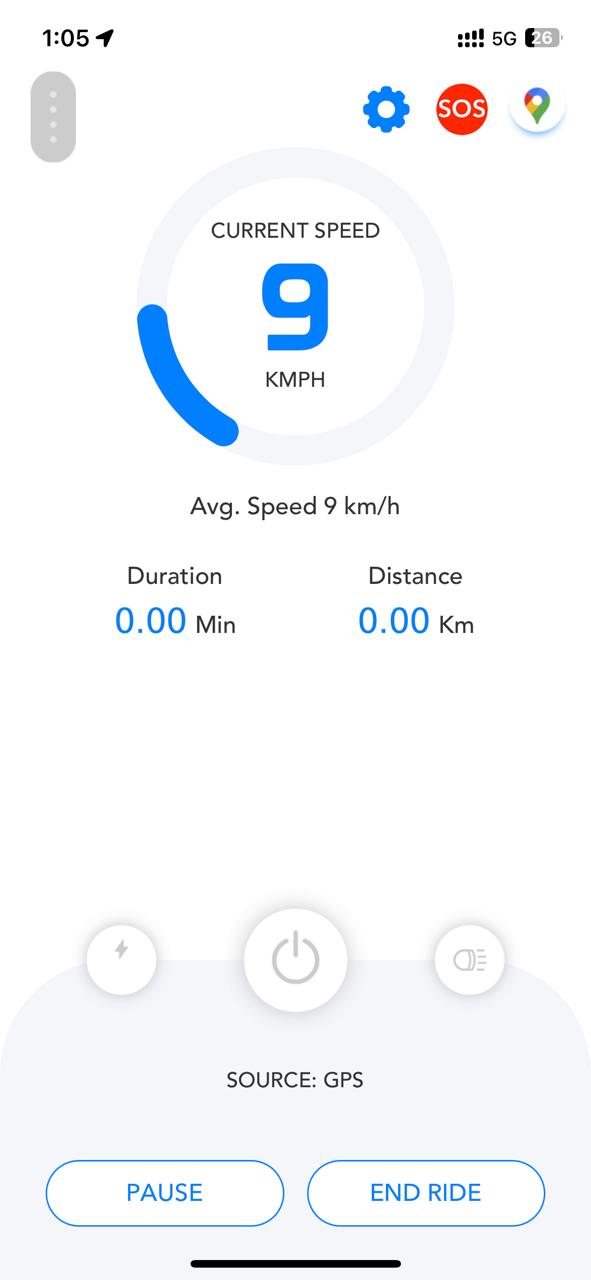 1:05
5G 26
SOS
CURRENT SPEED
9
KMPH
Avg. Speed 9 km/h
Duration Distance
0.00 Min 0.00 Km
SOURCE: GPS
PAUSE END RIDE